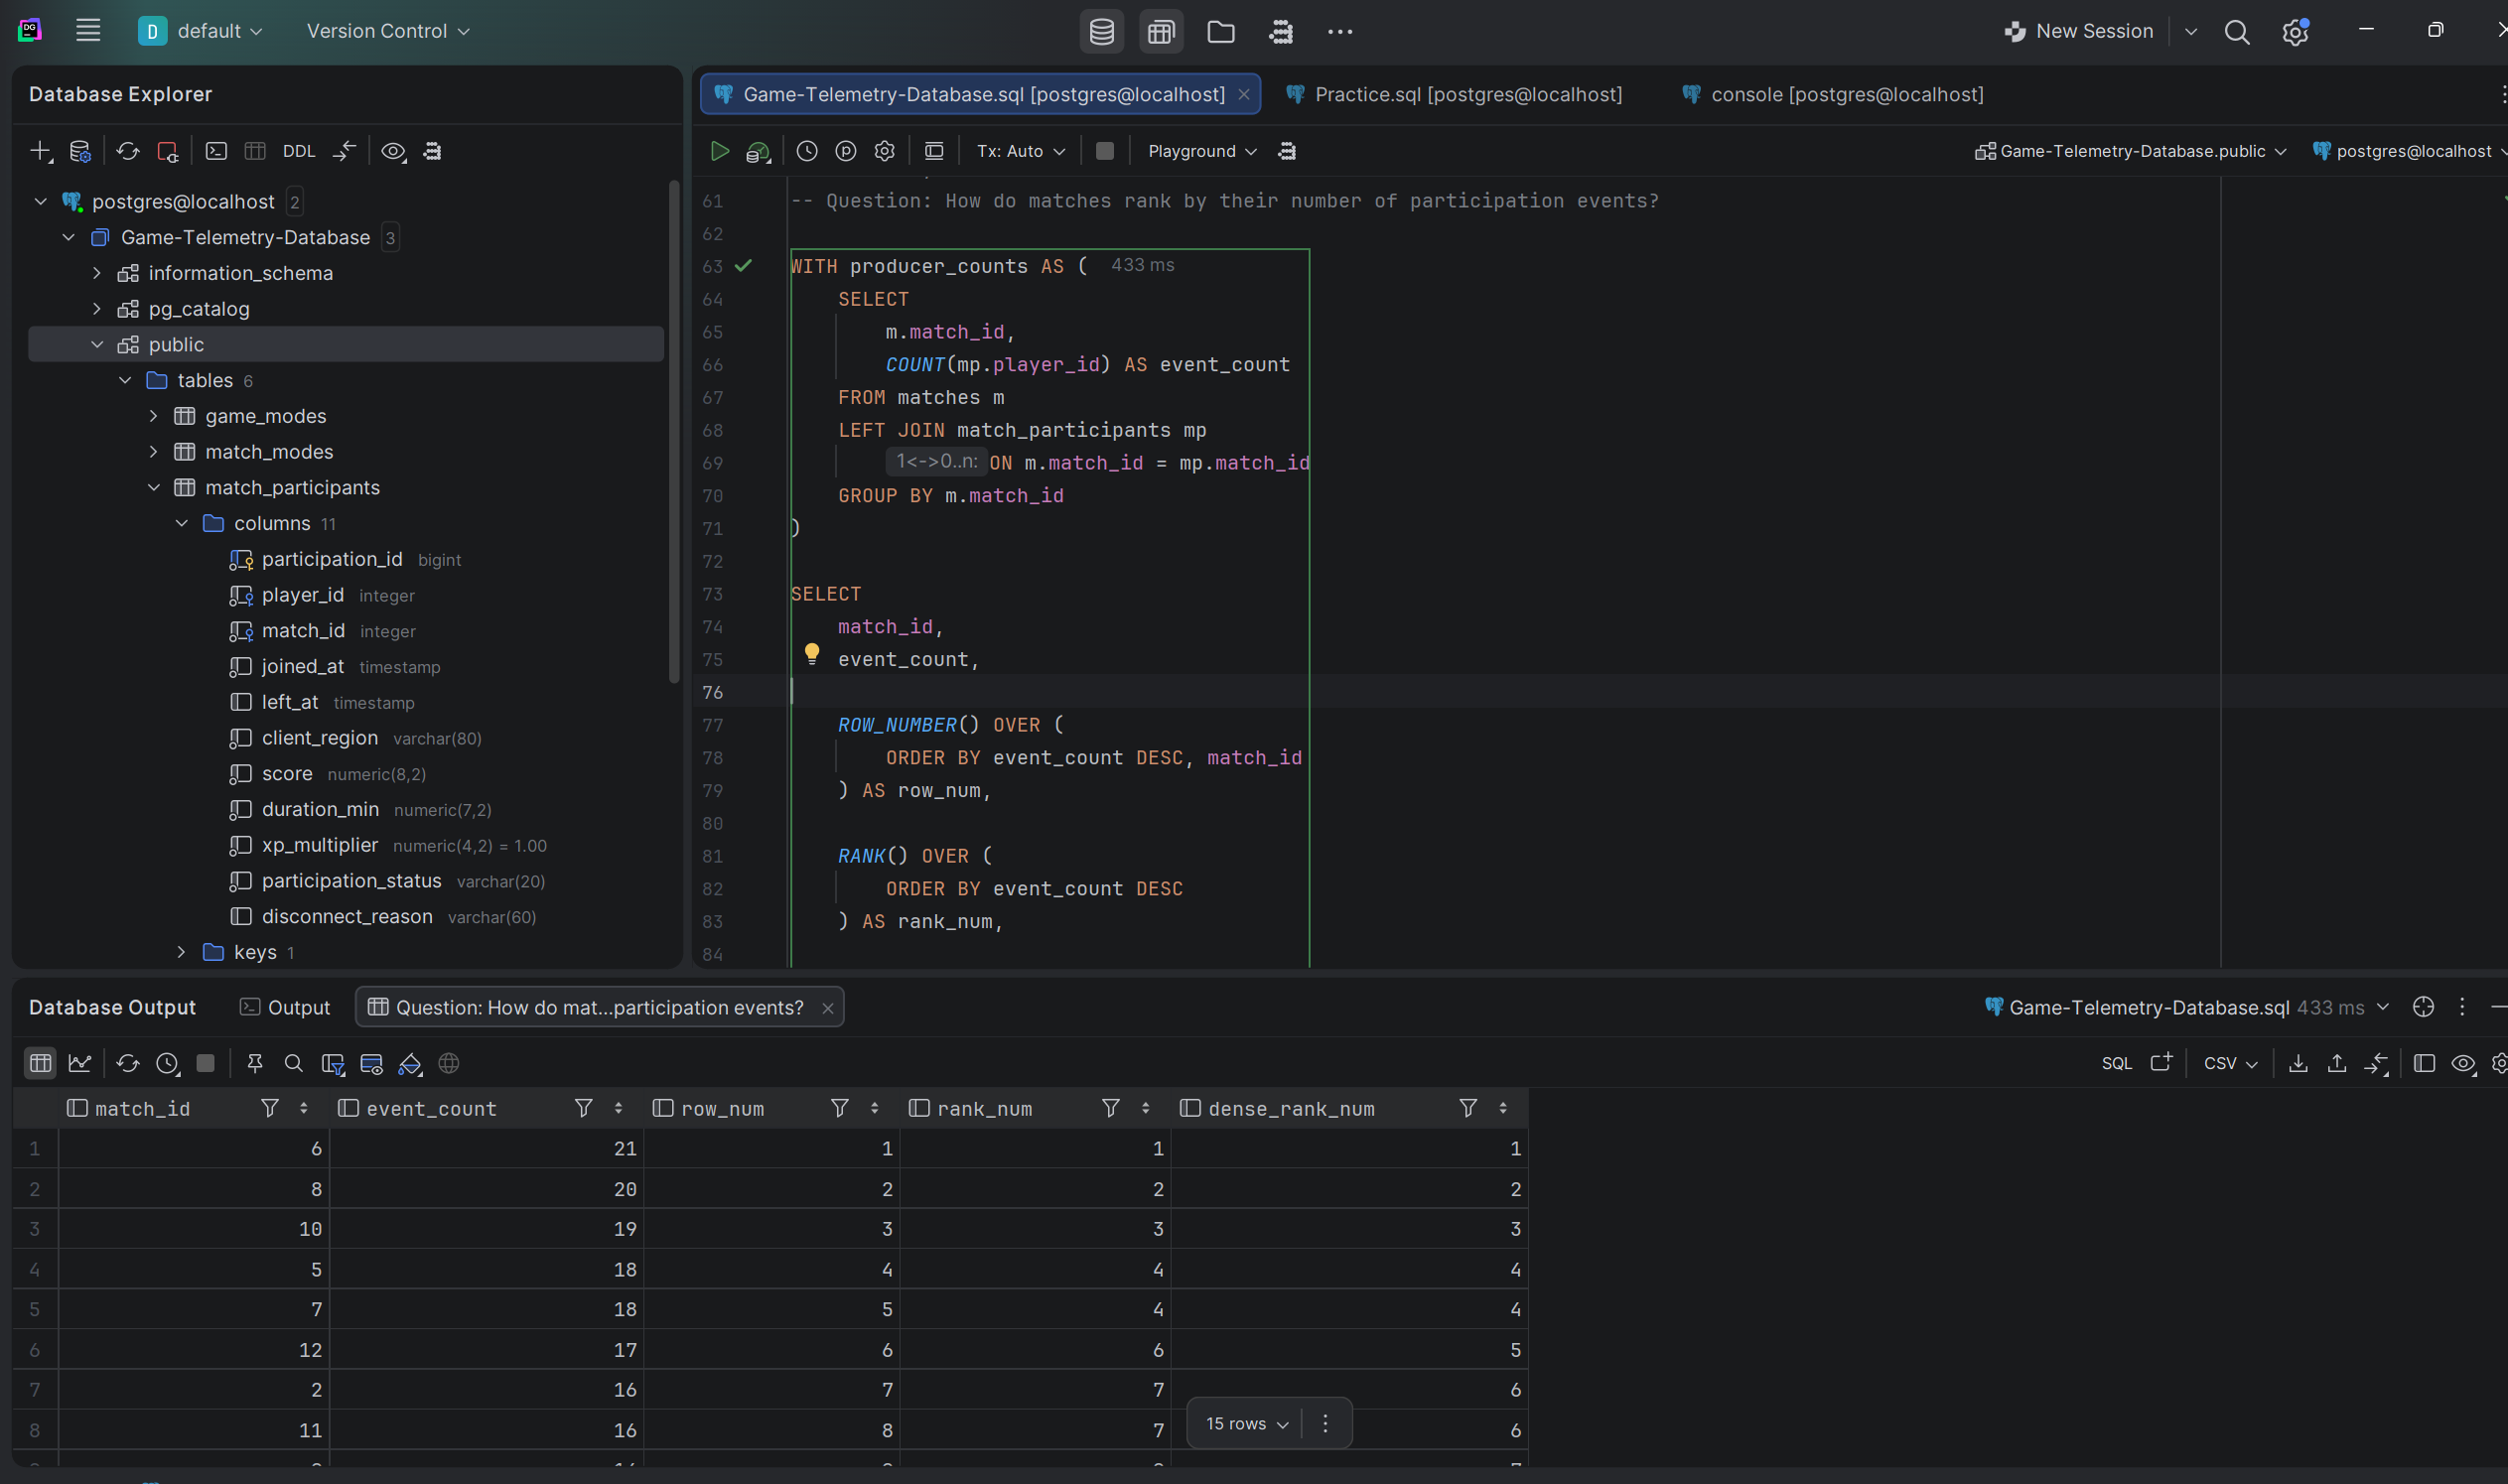 DG D default Version Control New Session
Database Explorer
DDL
postgres@localhost 2
Game-Telemetry-Database 3
information_schema
pg_catalog
public
tables 6
game_modes
match_modes
match_participants
columns 11
participation_id bigint
player_id integer
match_id integer
joined_at timestamp
left_at timestamp
client_region varchar(80)
score numeric(8,2)
duration_min numeric(7,2)
xp_multiplier numeric(4,2) = 1.00
participation_status varchar(20)
disconnect_reason varchar(60)
keys 1
Game-Telemetry-Database.sql [postgres@localhost] Practice.sql [postgres@localhost] console [postgres@localhost]
Tx: Auto Playground Game-Telemetry-Database.public postgres@localhost
61 -- Question: How do matches rank by their number of participation events?
62
63 WITH producer_counts AS ( 433 ms
64 SELECT
65 m.match_id,
66 COUNT(mp.player_id) AS event_count
67 FROM matches m
68 LEFT JOIN match_participants mp
69 1<->0..n: ON m.match_id = mp.match_id
70 GROUP BY m.match_id
71 )
72
73 SELECT
74 match_id,
75 event_count,
76
77 ROW_NUMBER() OVER (
78 ORDER BY event_count DESC, match_id
79 ) AS row_num,
80
81 RANK() OVER (
82 ORDER BY event_count DESC
83 ) AS rank_num,
84
Database Output Output Question: How do mat...participation events? Game-Telemetry-Database.sql 433 ms
SQL CSV
match_id event_count row_num rank_num dense_rank_num
1 6 21 1 1 1
2 8 20 2 2 2
3 10 19 3 3 3
4 5 18 4 4 4
5 7 18 5 4 4
6 12 17 6 6 5
7 2 16 7 7 6
8 11 16 8 7 6
15 rows